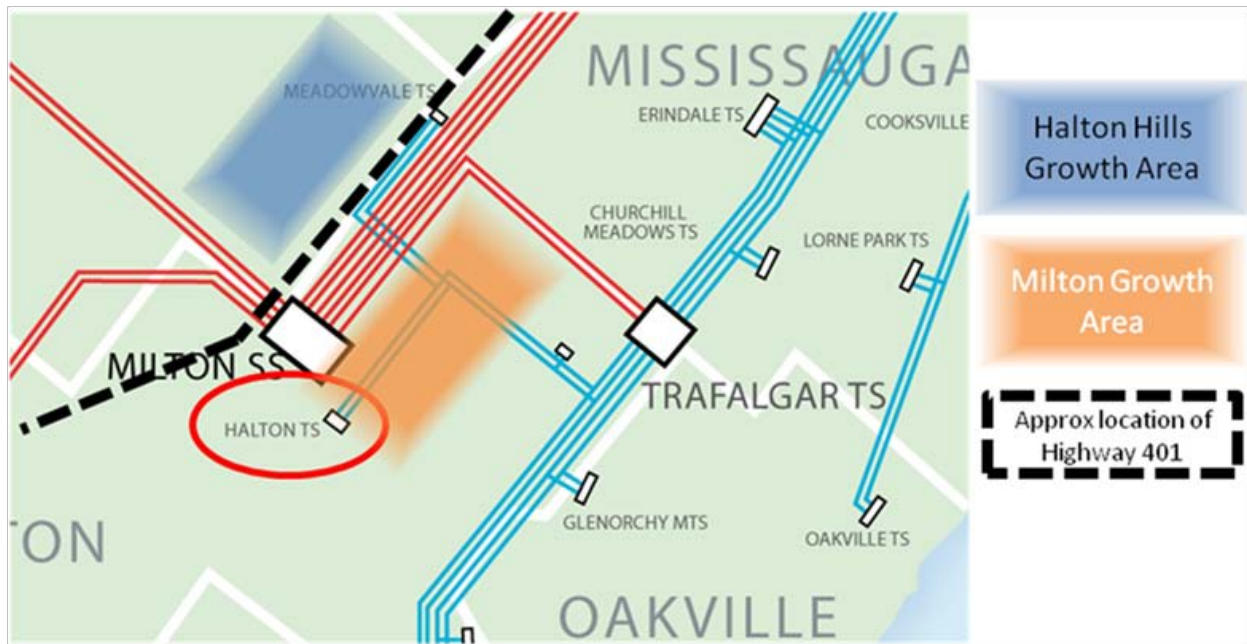 MISSISSAUGA
MEADOWVALE TS
ERINDALE TS
COOKSVILLE
CHURCHILL
MEADOWS TS
LORNE PARK TS
MILTON SS
TRAFALGAR TS
HALTON TS
GLENORCHY MTS
OAKVILLE TS
TON
OAKVILLE
Halton Hills
Growth Area
Milton Growth
Area
Approx location of
Highway 401